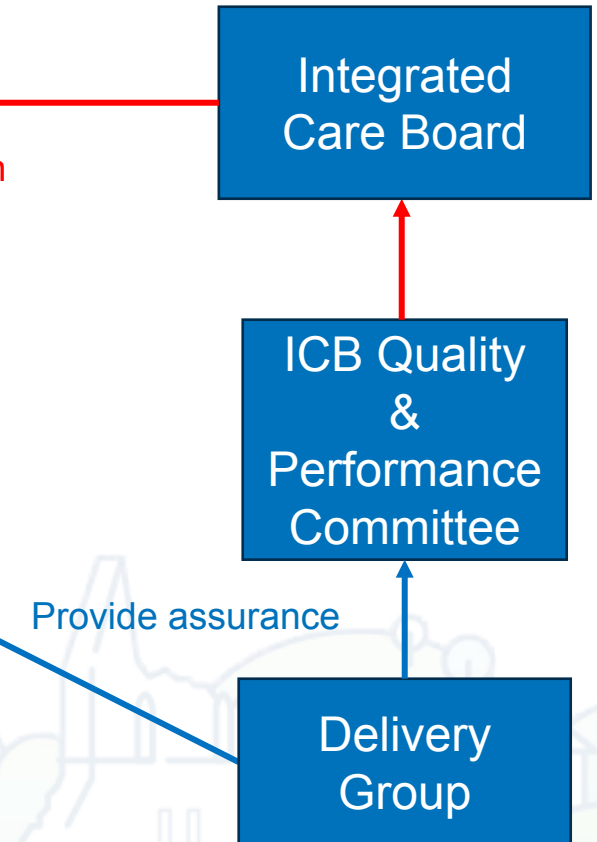 Integrated
Care Board
ICB Quality
&
Performance
Committee
Provide assurance
Delivery
Group